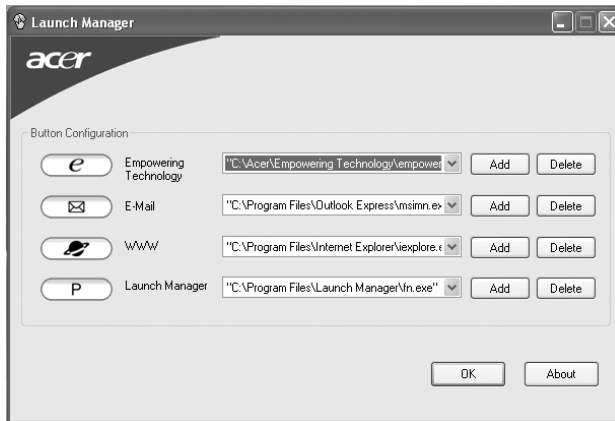 Launch Manager
acer
Button Configuration
e Empowering Technology "C:\Acer\Empowering Technology\empower Add Delete
E-Mail "C:\Program Files\Outlook Express\msimn.ex Add Delete
WWW "C:\Program Files\Internet Explorer\iexplore.e Add Delete
P Launch Manager "C:\Program Files\Launch Manager\fn.exe" Add Delete
OK About